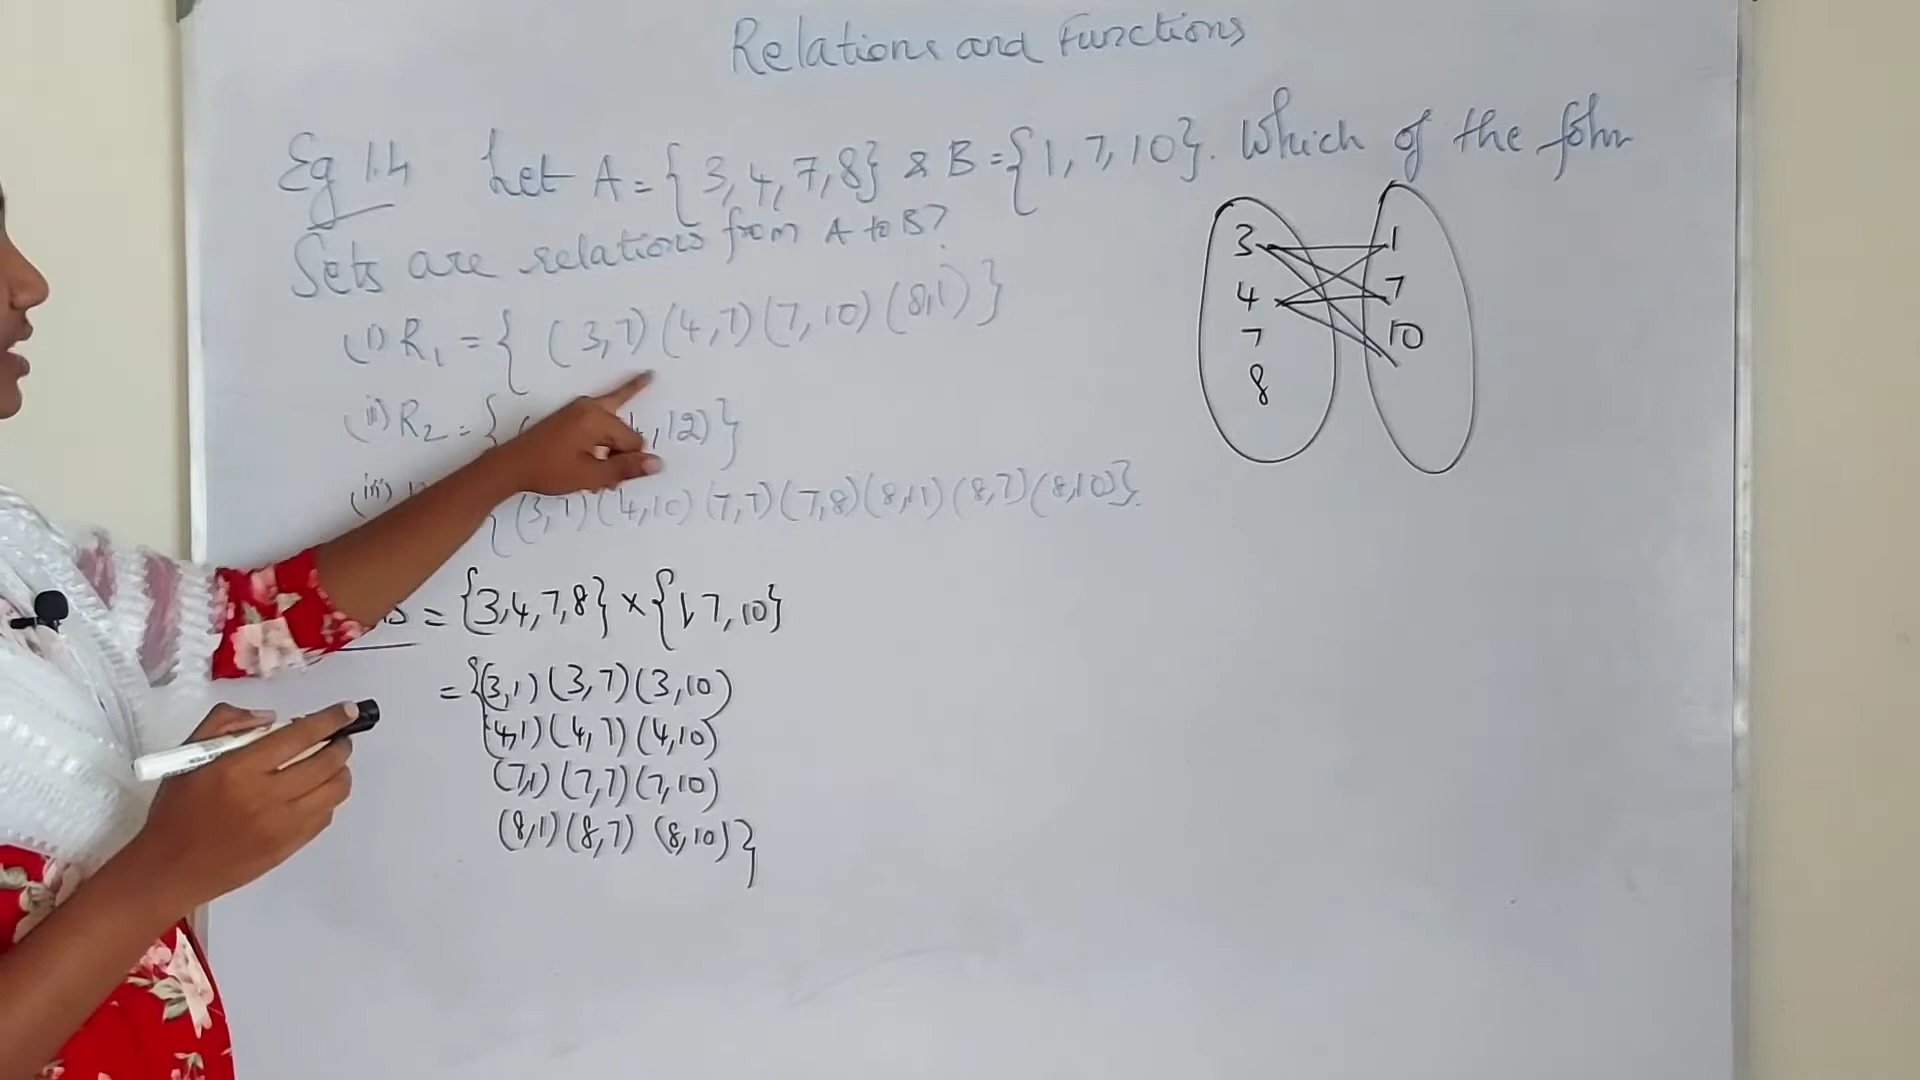 Relations and Functions
Eg 1.4 Let A = {3,4,7,8} & B = {1,7,10}. Which of the follw
Sets are relations from A to B?
(i) R1 = { (3,7) (4,7) (7,10) (8,1) }
(ii) R2 = { ( 4,12) }
(iii) { (3,7) (4,10) (7,7) (7,8) (8,11) (8,7) (8,10) }.
= {3,4,7,8} × {1,7,10}
= {(3,1) (3,7) (3,10)
(4,1) (4,7) (4,10)
(7,1) (7,7) (7,10)
(8,1) (8,7) (8,10) }
3 1
4 7
7 10
8